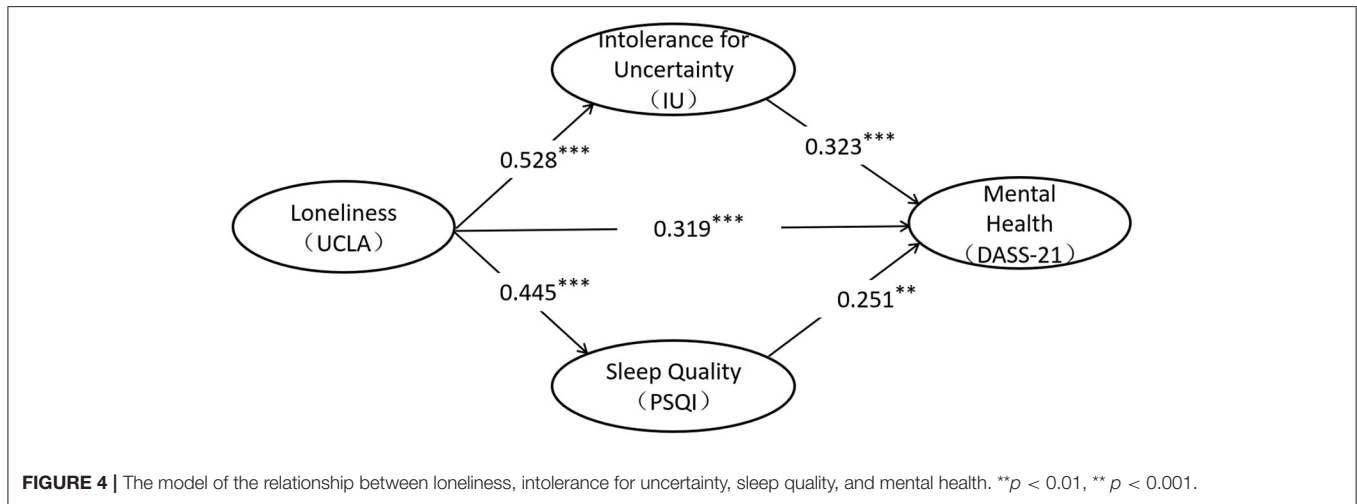 Intolerance for
Uncertainty
（IU）
0.528***
0.323***
Loneliness
（UCLA）
0.319***
Mental
Health
（DASS-21）
0.445***
0.251**
Sleep Quality
（PSQI）
FIGURE 4 | The model of the relationship between loneliness, intolerance for uncertainty, sleep quality, and mental health. **p < 0.01, ** p < 0.001.